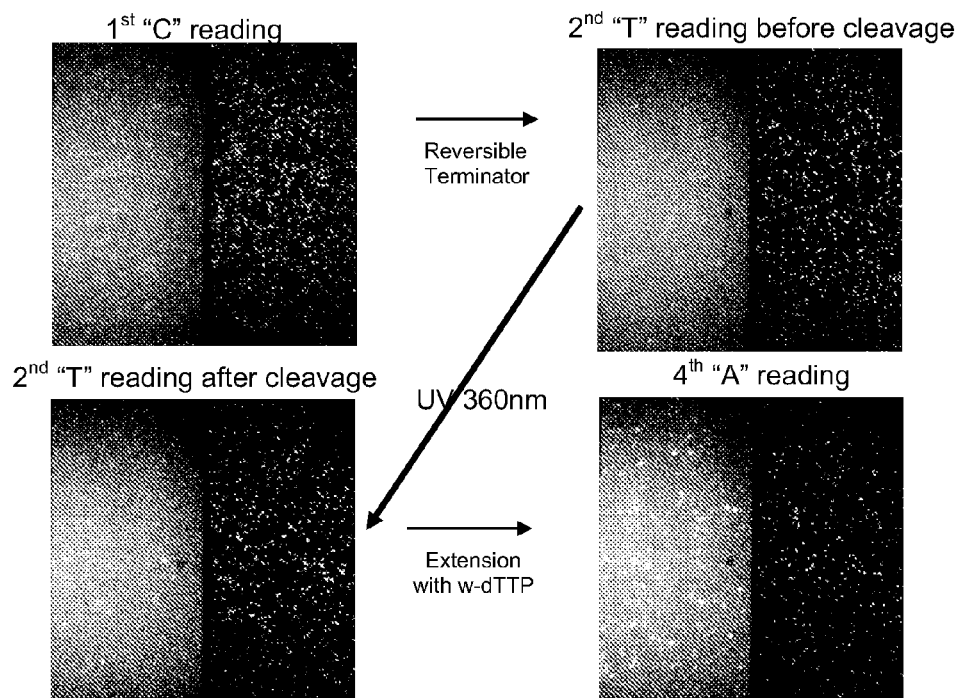 1st “C” reading
2nd “T” reading before cleavage
Reversible
Terminator
2nd “T” reading after cleavage
4th “A” reading
UV 360nm
Extension
with w-dTTP